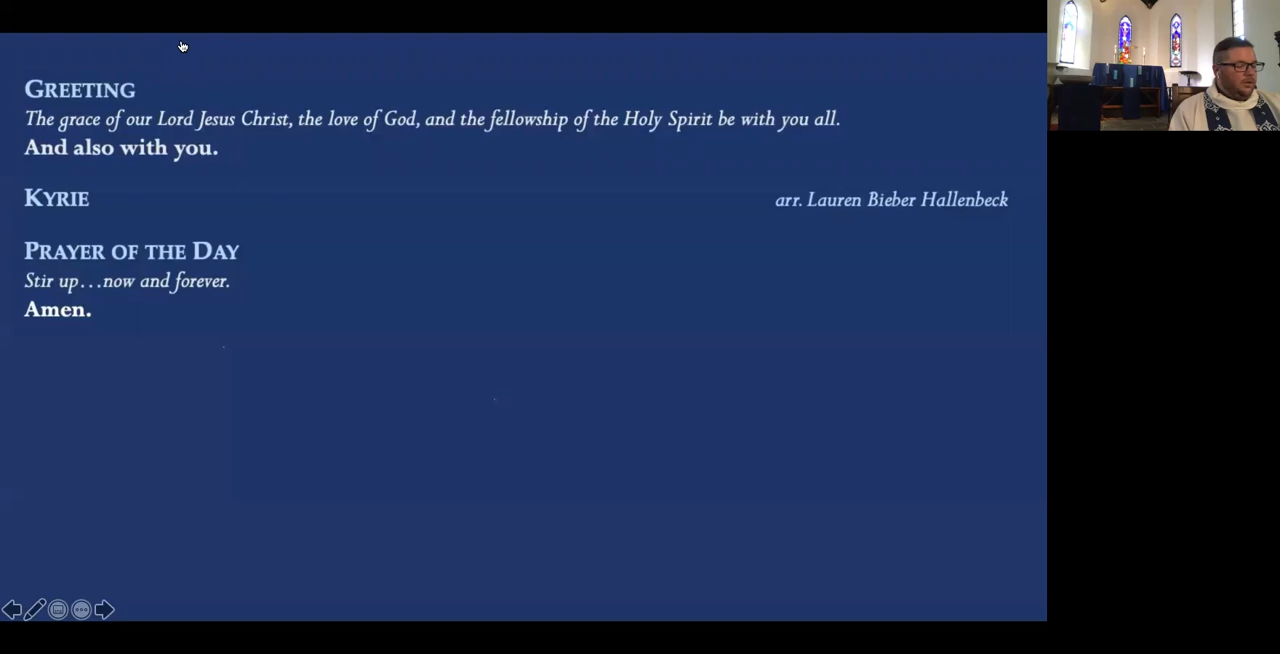 GREETING
The grace of our Lord Jesus Christ, the love of God, and the fellowship of the Holy Spirit be with you all.
And also with you.
KYRIE
arr. Lauren Bieber Hallenbeck
PRAYER OF THE DAY
Stir up…now and forever.
Amen.